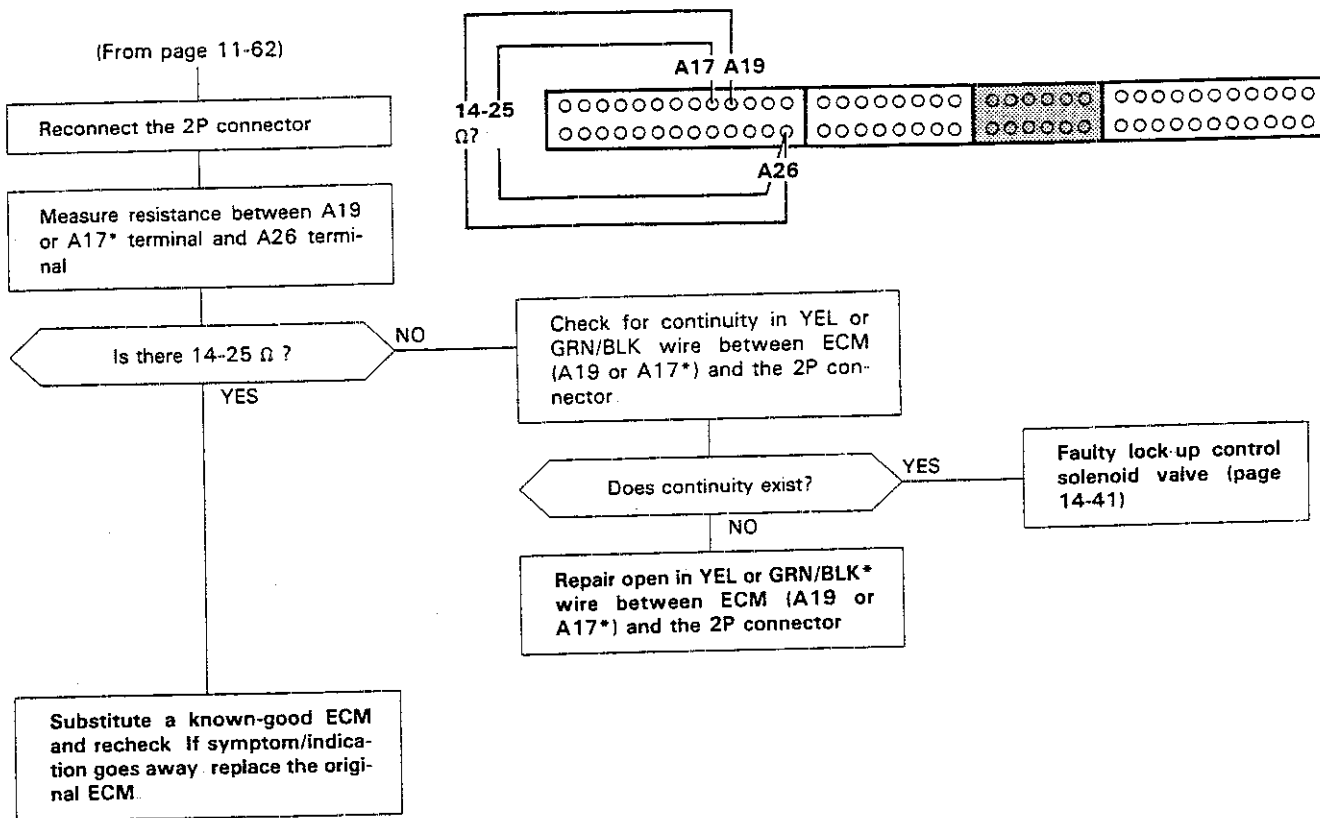 (From page 11-62)
Reconnect the 2P connector
Measure resistance between A19
or A17* terminal and A26 termi-
nal
Is there 14-25 Ω ?
NO
YES
14-25
Ω?
A17 A19
A26
Check for continuity in YEL or
GRN/BLK wire between ECM
(A19 or A17*) and the 2P con-
nector
Does continuity exist?
YES
NO
Faulty lock-up control
solenoid valve (page
14-41)
Repair open in YEL or GRN/BLK*
wire between ECM (A19 or
A17*) and the 2P connector
Substitute a known-good ECM
and recheck If symptom/indica-
tion goes away replace the origi-
nal ECM